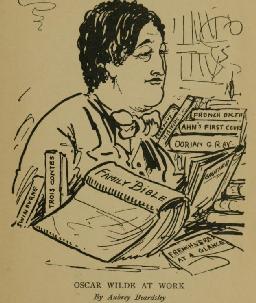 FRENCH
AHN'S FIRST COURSE
DORIAN GRAY
FAMILY BIBLE
TROIS CONTES
SWINBURNE
FRENCH VERBS
AT A GLANCE
OSCAR WILDE AT WORK
By Aubrey Beardsley